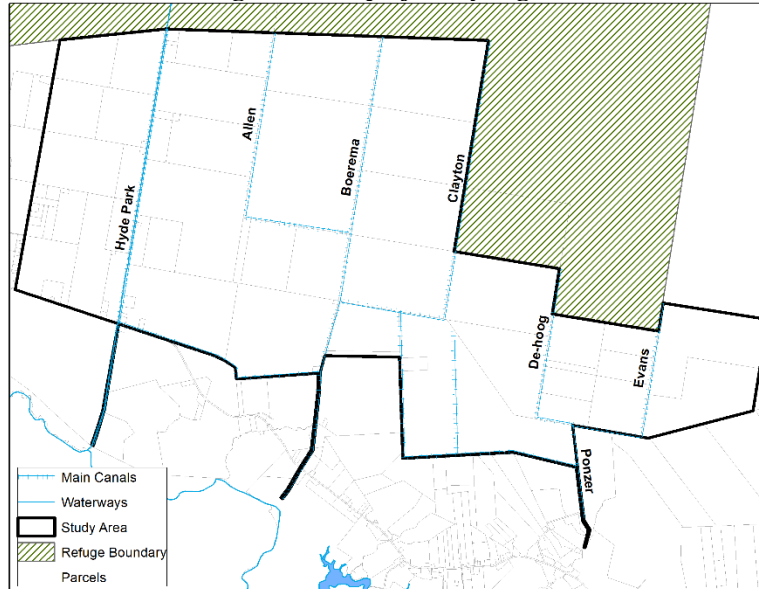 Hyde Park
Allen
Boerema
Clayton
De-hoog
Evans
Ponzer
Main Canals
Waterways
Study Area
Refuge Boundary
Parcels